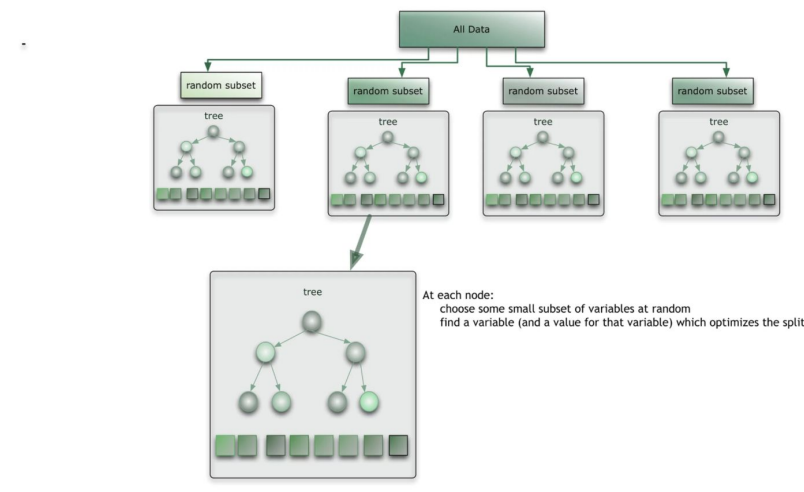 All Data
random subset
random subset
random subset
random subset
tree
tree
tree
tree
tree
At each node:
choose some small subset of variables at random
find a variable (and a value for that variable) which optimizes the split